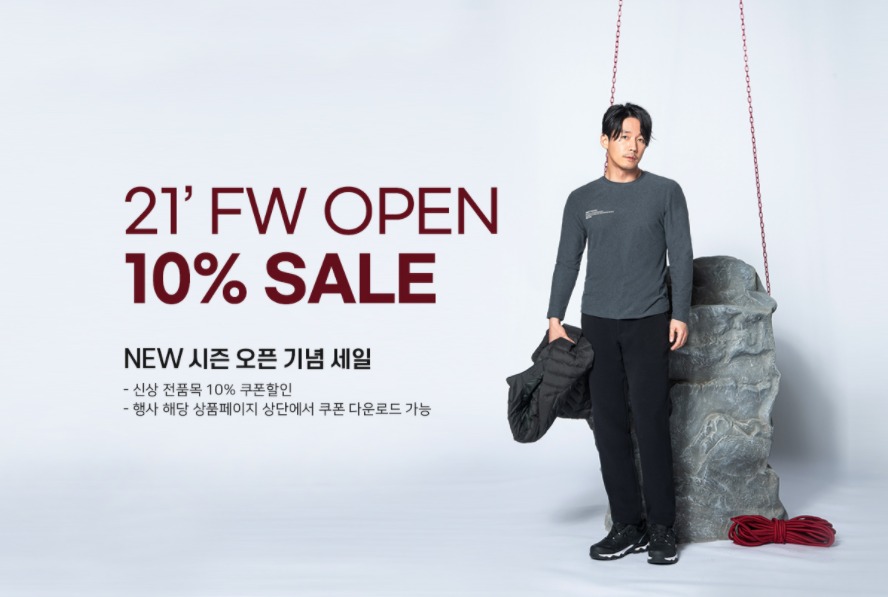 21’ FW OPEN
10% SALE
NEW 시즌 오픈 기념 세일
- 신상 전품목 10% 쿠폰할인
- 행사 해당 상품페이지 상단에서 쿠폰 다운로드 가능